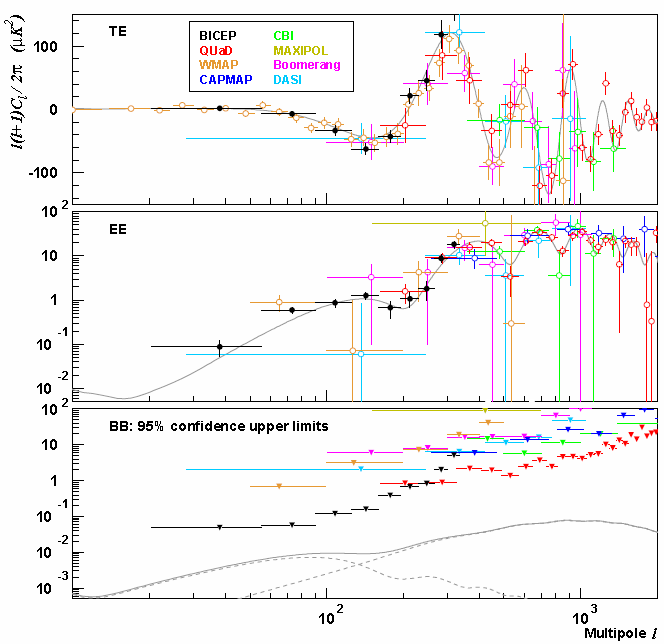 l(l+1)C_l / 2π (μK²)
TE
BICEP CBI
QUaD MAXIPOL
WMAP Boomerang
CAPMAP DASI
100
0
-100
EE
10²
10
1
10⁻¹
10⁻²
BB: 95% confidence upper limits
10²
10
1
10⁻¹
10⁻²
10⁻³
10² 10³
Multipole l